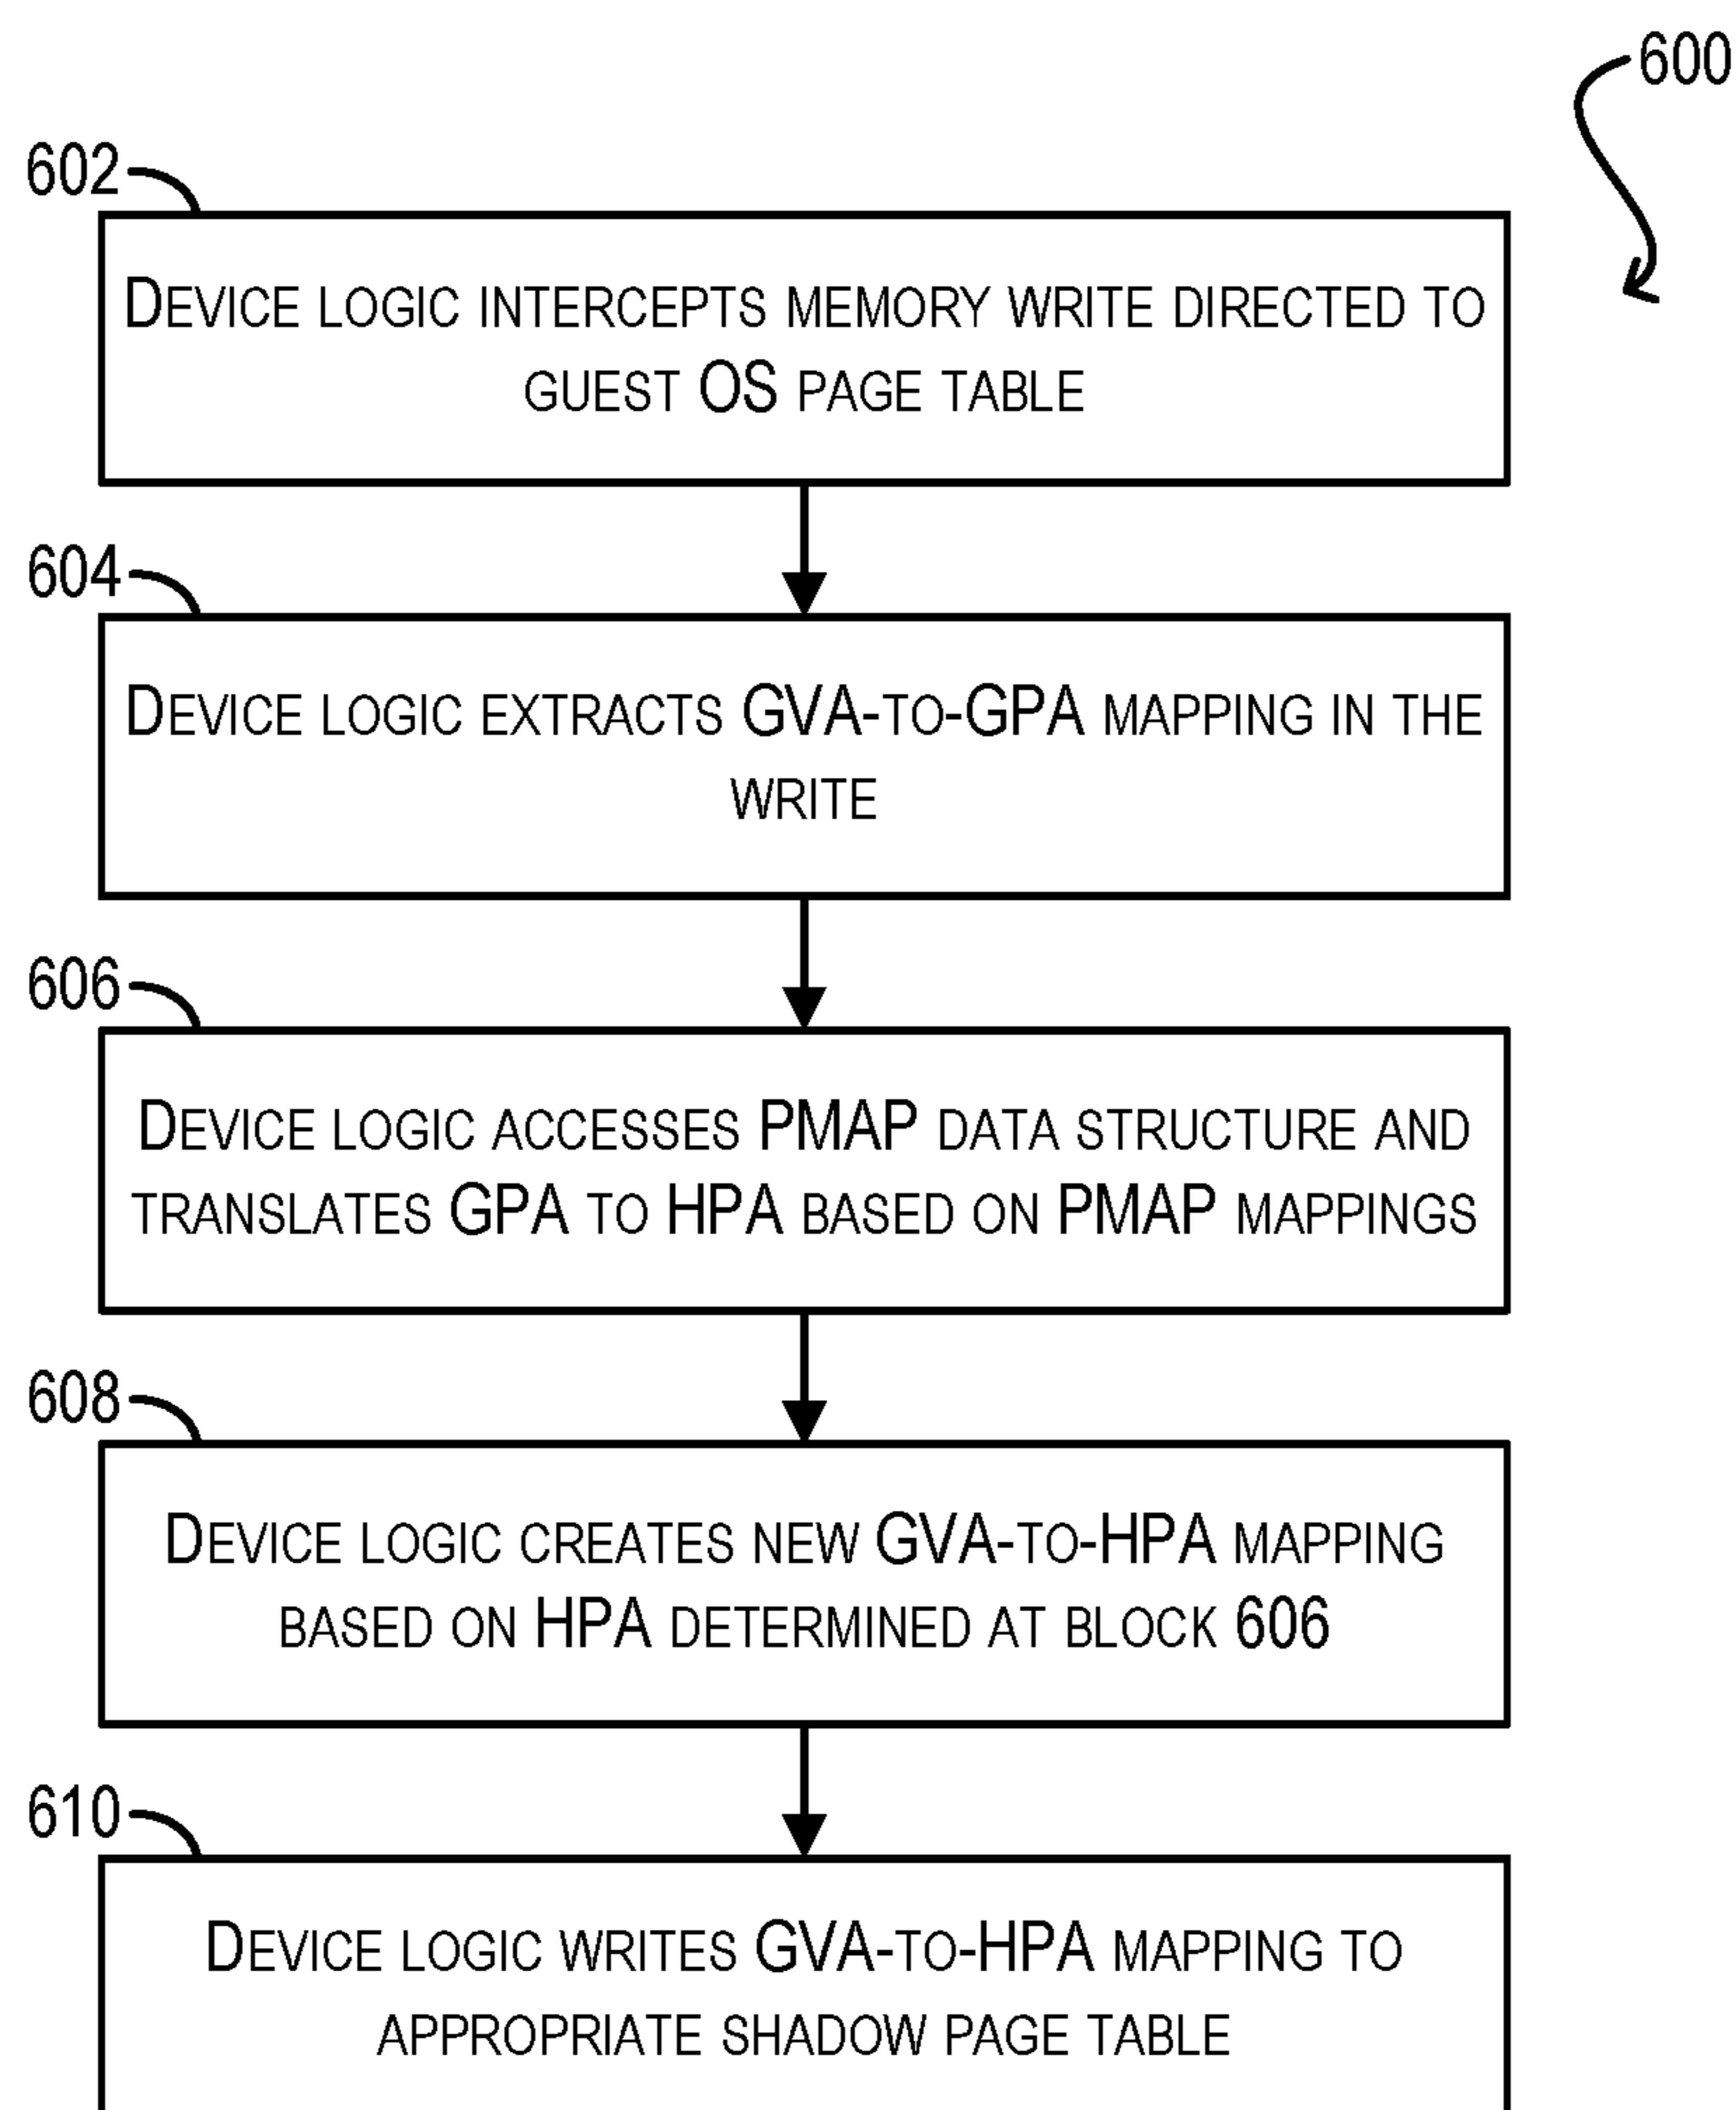 600
602
DEVICE LOGIC INTERCEPTS MEMORY WRITE DIRECTED TO
GUEST OS PAGE TABLE
604
DEVICE LOGIC EXTRACTS GVA-TO-GPA MAPPING IN THE
WRITE
606
DEVICE LOGIC ACCESSES PMAP DATA STRUCTURE AND
TRANSLATES GPA TO HPA BASED ON PMAP MAPPINGS
608
DEVICE LOGIC CREATES NEW GVA-TO-HPA MAPPING
BASED ON HPA DETERMINED AT BLOCK 606
610
DEVICE LOGIC WRITES GVA-TO-HPA MAPPING TO
APPROPRIATE SHADOW PAGE TABLE